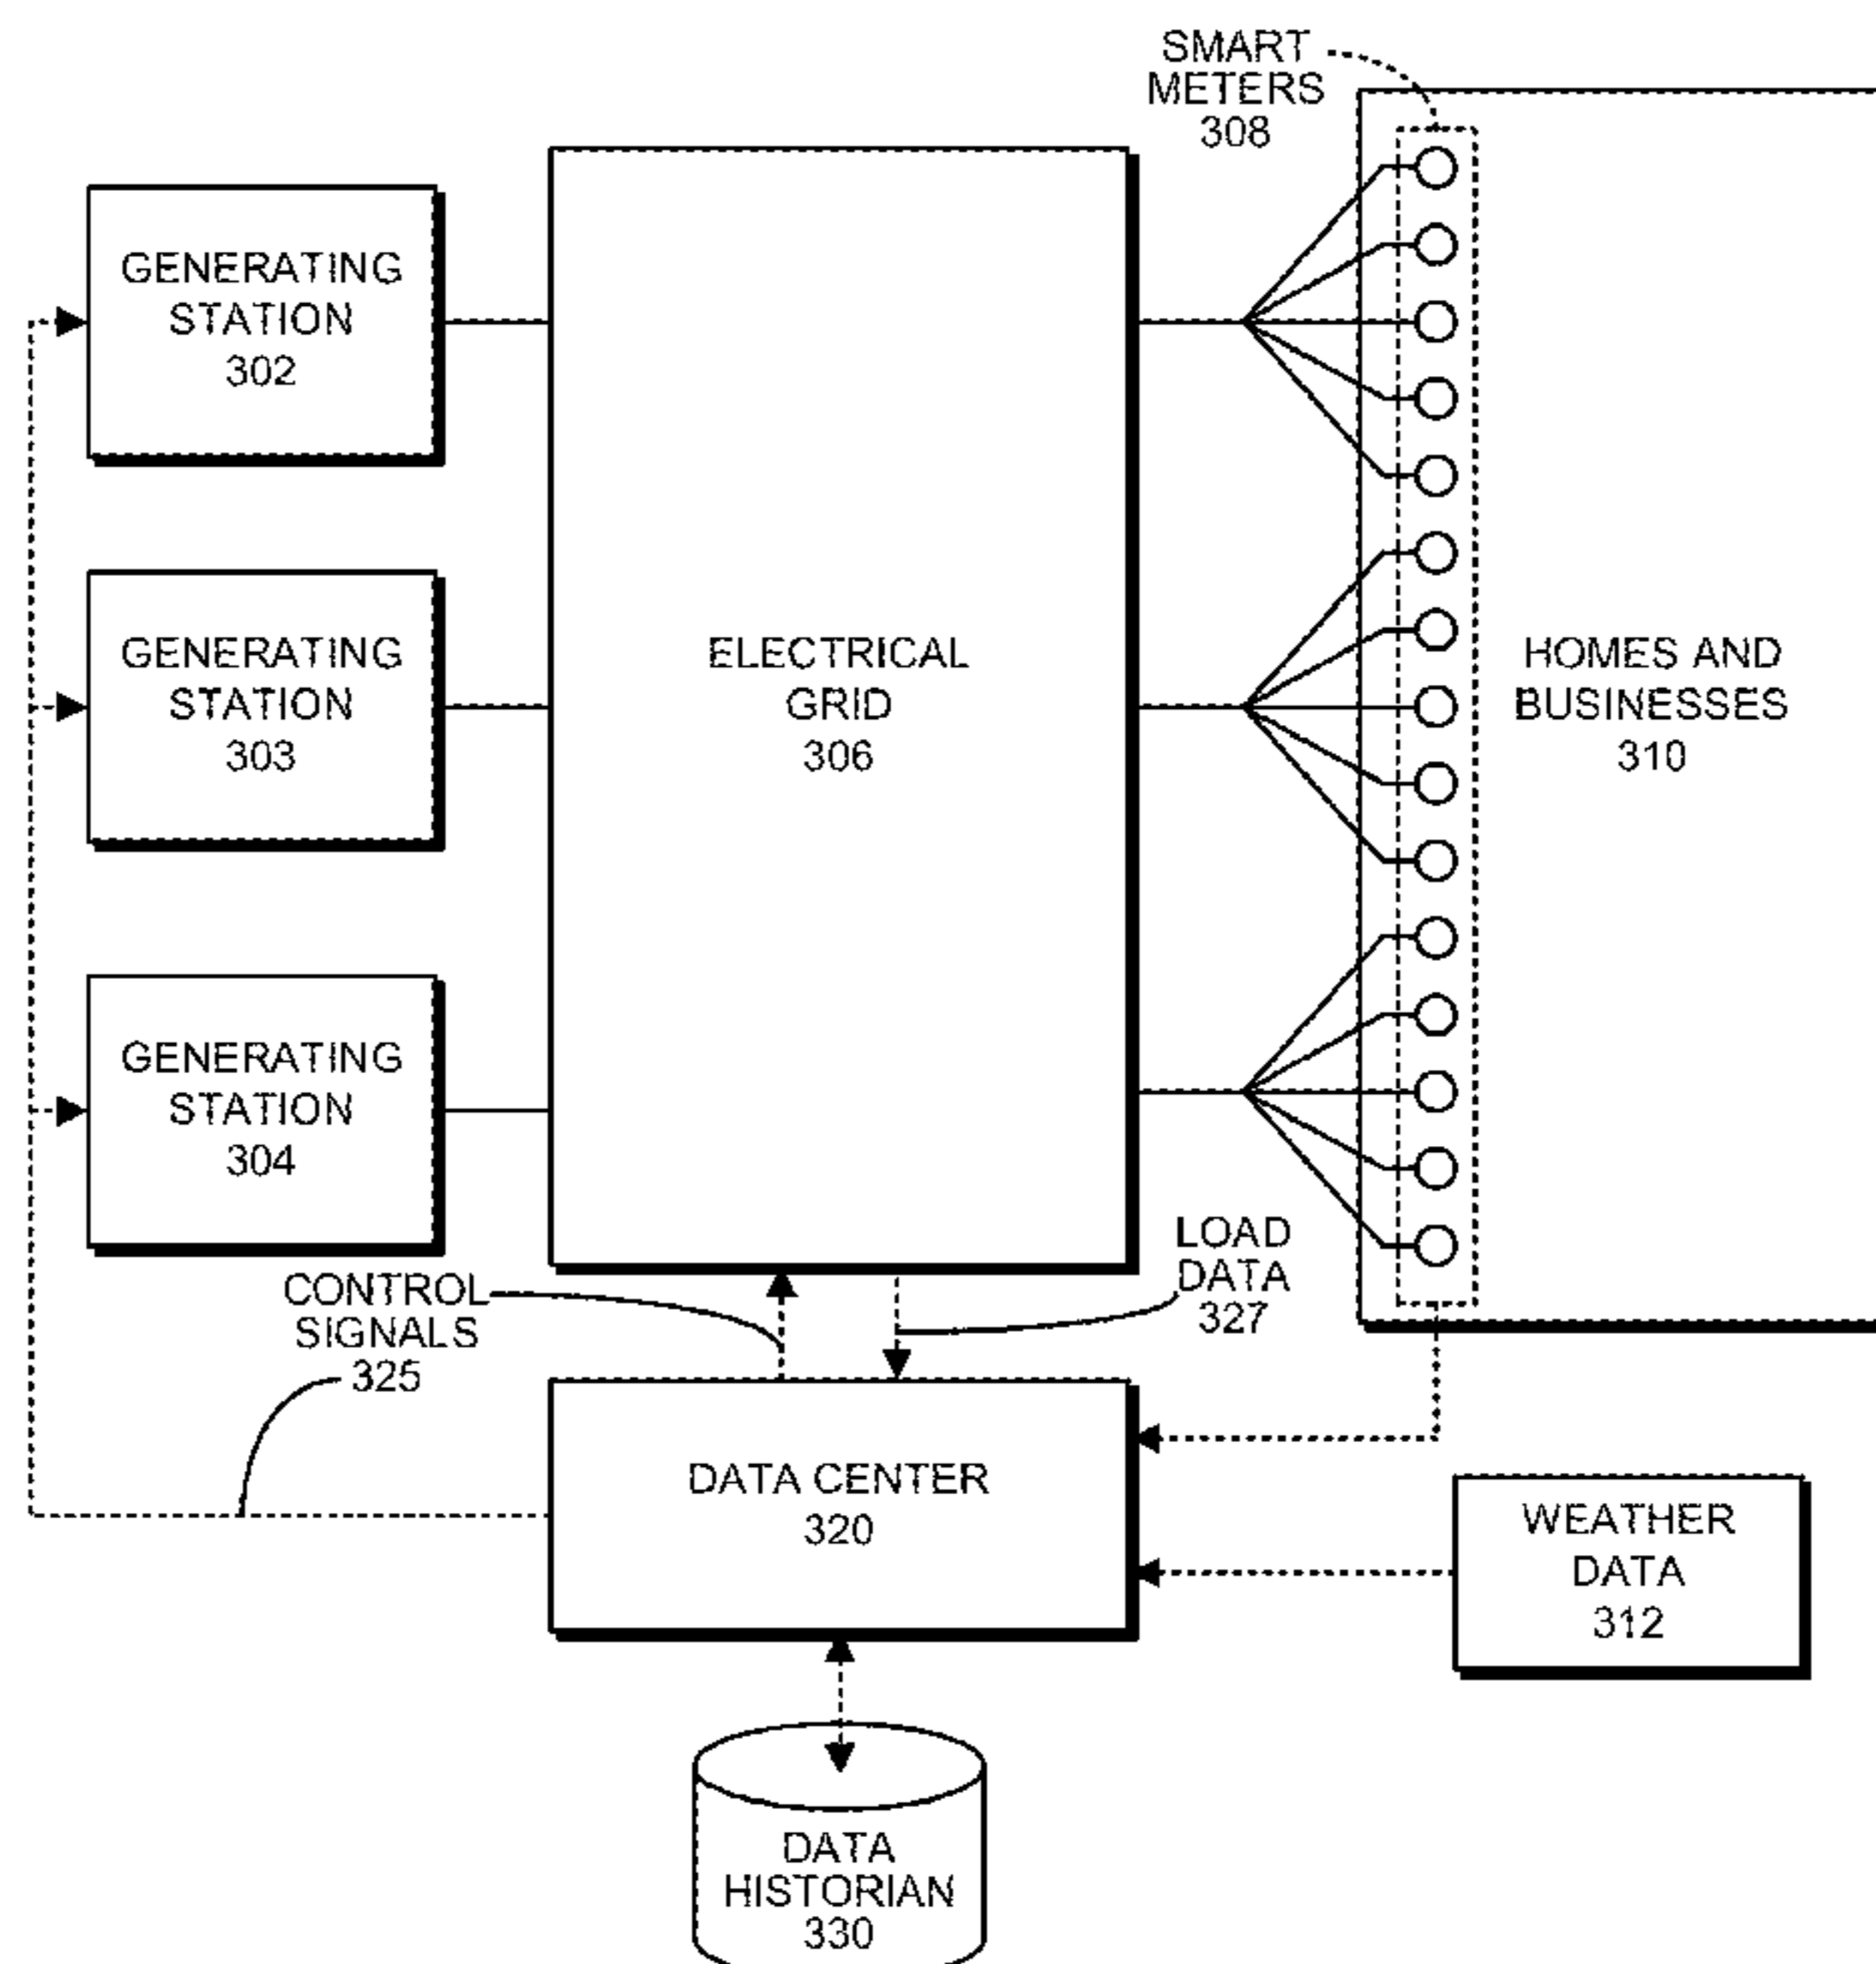 SMART
METERS
308
GENERATING
STATION
302
GENERATING
STATION
303
ELECTRICAL
GRID
306
HOMES AND
BUSINESSES
310
GENERATING
STATION
304
CONTROL
SIGNALS
325
LOAD
DATA
327
DATA CENTER
320
WEATHER
DATA
312
DATA
HISTORIAN
330